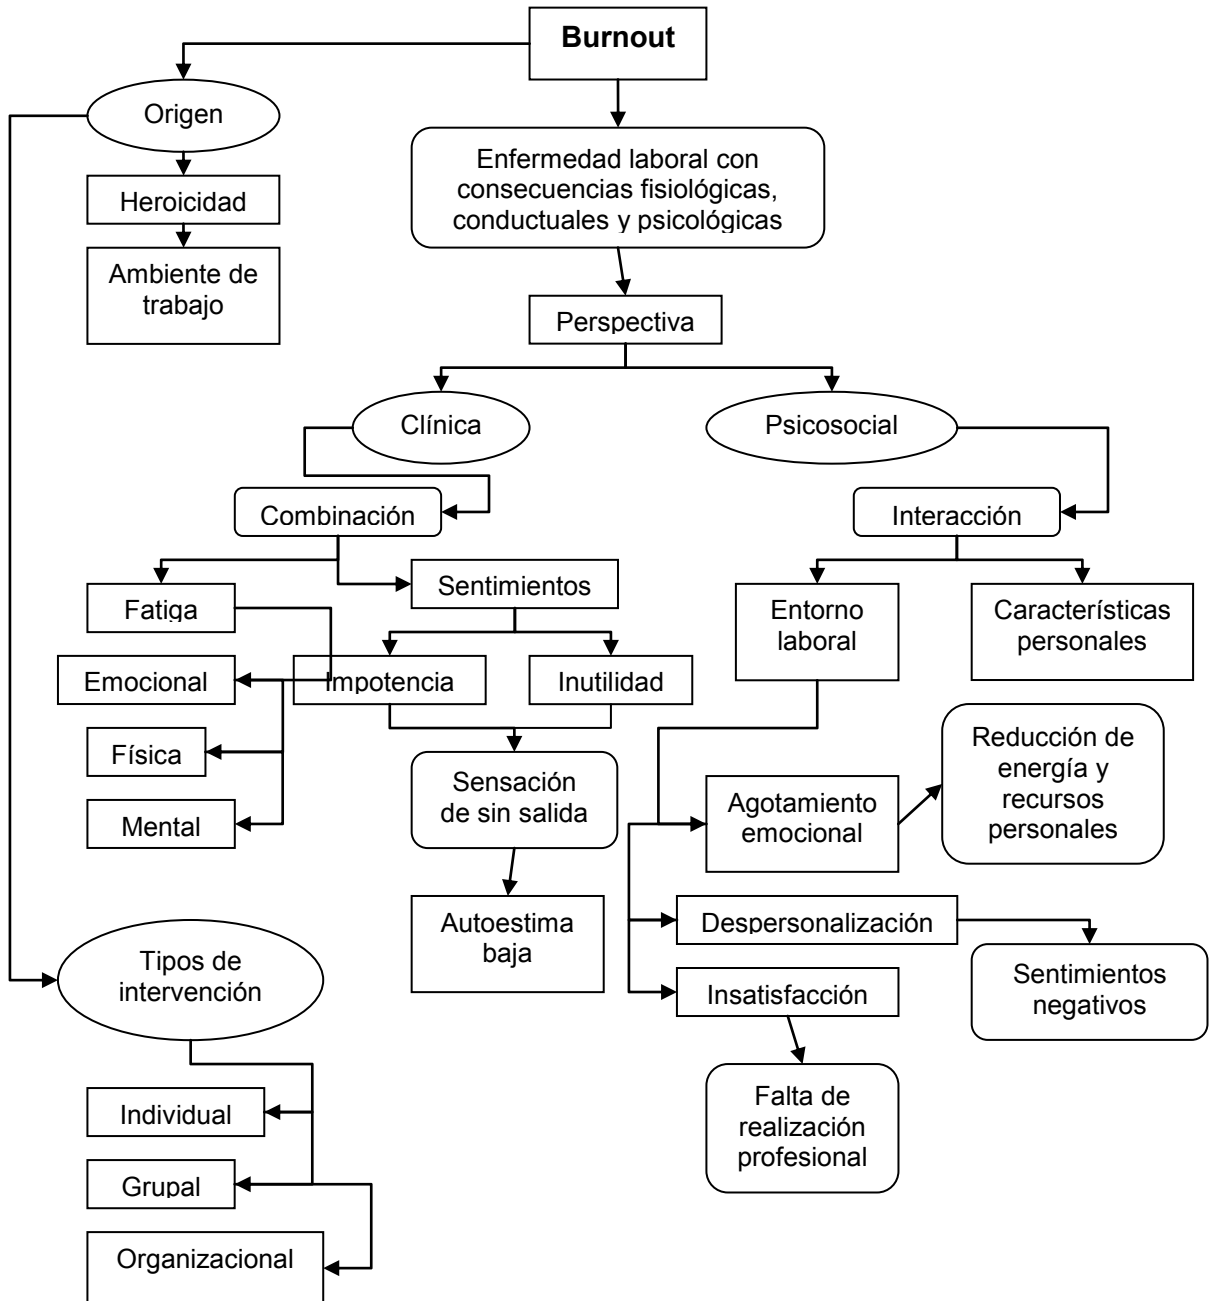 Burnout
Origen
Heroicidad
Ambiente de
trabajo
Enfermedad laboral con
consecuencias fisiológicas,
conductuales y psicológicas
Perspectiva
Clínica
Psicosocial
Combinación
Interacción
Fatiga
Sentimientos
Entorno
laboral
Características
personales
Emocional
Impotencia
Inutilidad
Física
Mental
Sensación
de sin salida
Autoestima
baja
Agotamiento
emocional
Reducción de
energía y
recursos
personales
Despersonalización
Sentimientos
negativos
Insatisfacción
Falta de
realización
profesional
Tipos de
intervención
Individual
Grupal
Organizacional